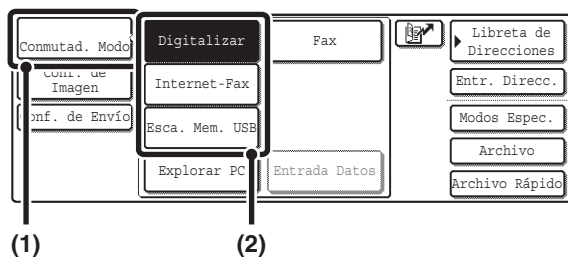 Conmutad. Modo
Digitalizar
Fax
Libreta de
Direcciones
Conf. de
Imagen
Internet-Fax
Entr. Direcc.
Conf. de Envío
Esca. Mem. USB
Modos Espec.
Archivo
Explorar PC
Entrada Datos
Archivo Rápido
(1)
(2)